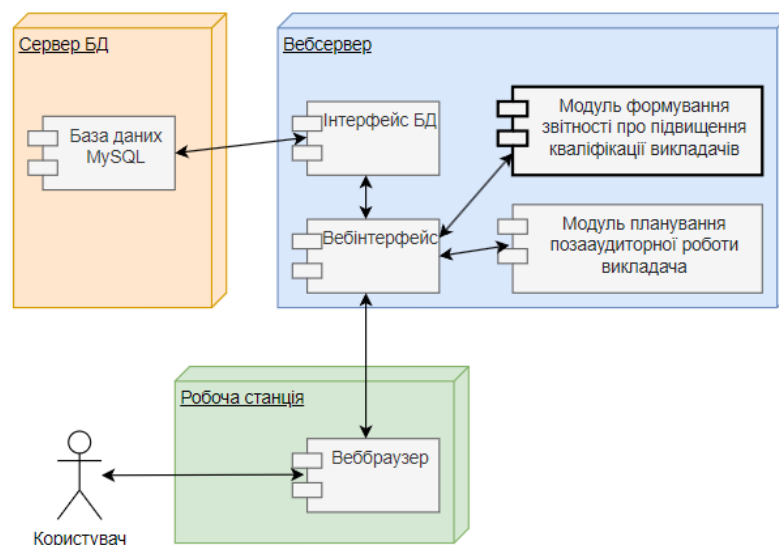 Сервер БД
База даних
MySQL
Вебсервер
Інтерфейс БД
Модуль формування
звітності про підвищення
кваліфікації викладачів
Вебінтерфейс
Модуль планування
позааудиторної роботи
викладача
Робоча станція
Веббраузер
Користувач